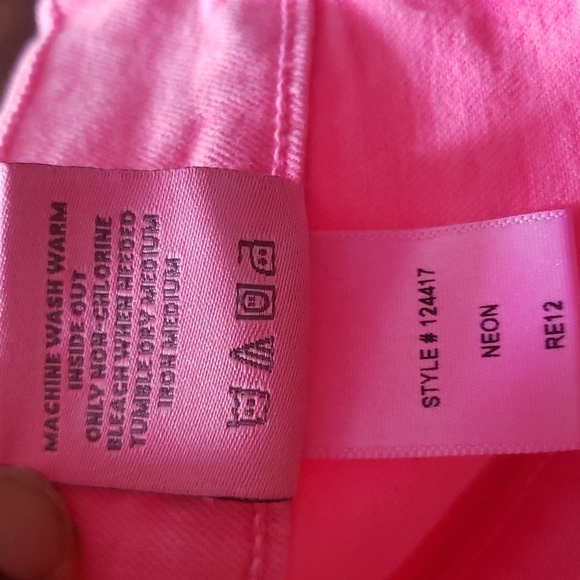 MACHINE WASH WARM
INSIDE OUT
ONLY NON-CHLORINE
BLEACH WHEN NEEDED
TUMBLE DRY MEDIUM
IRON MEDIUM
STYLE # 124417
NEON
RE12